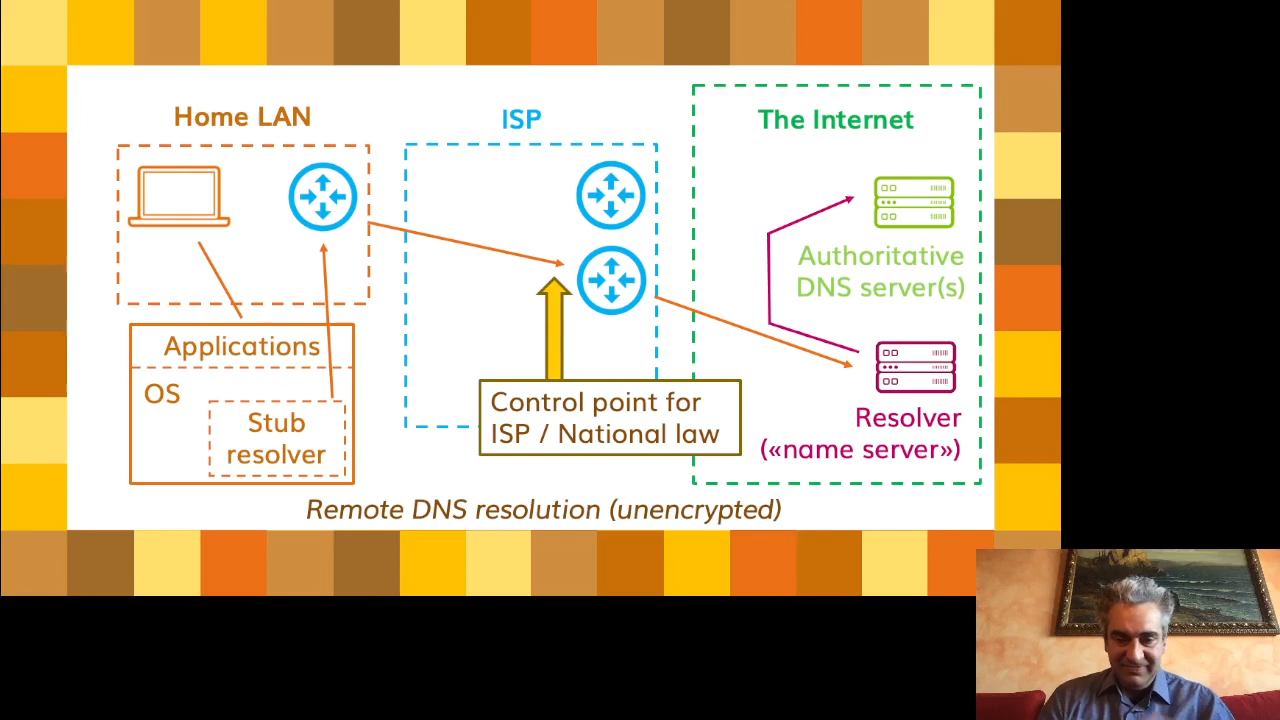 Home LAN
ISP
The Internet
Authoritative
DNS server(s)
Applications
OS
Stub
resolver
Control point for
ISP / National law
Resolver
(«name server»)
Remote DNS resolution (unencrypted)